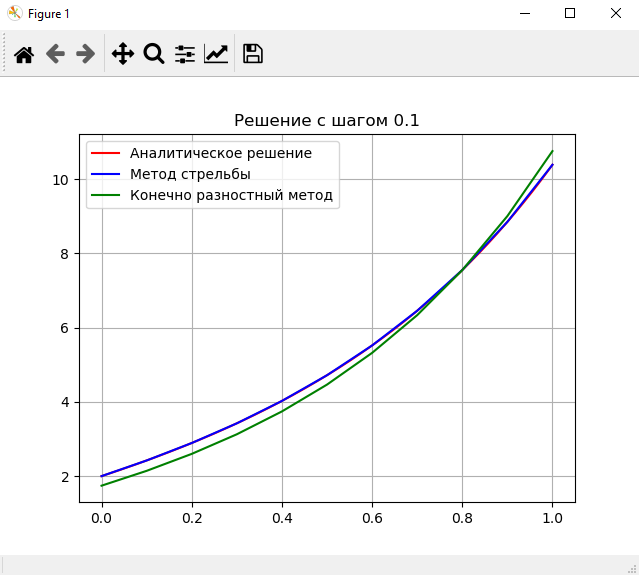 Figure 1
Решение с шагом 0.1
Аналитическое решение
Метод стрельбы
Конечно разностный метод
10
8
6
4
2
0.0 0.2 0.4 0.6 0.8 1.0